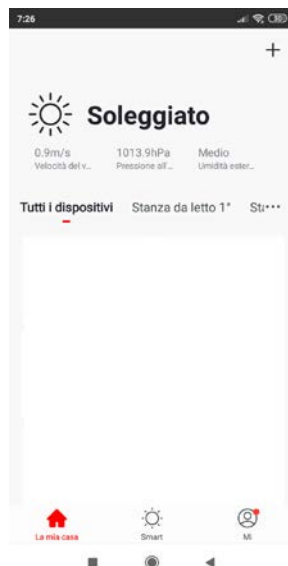 7:26
+
Soleggiato
0.9m/s 1013.9hPa Medio
Velocità del v... Pressione all'... Umidità ester...
Tutti i dispositivi Stanza da letto 1° Sta•••
La mia casa Smart Mi